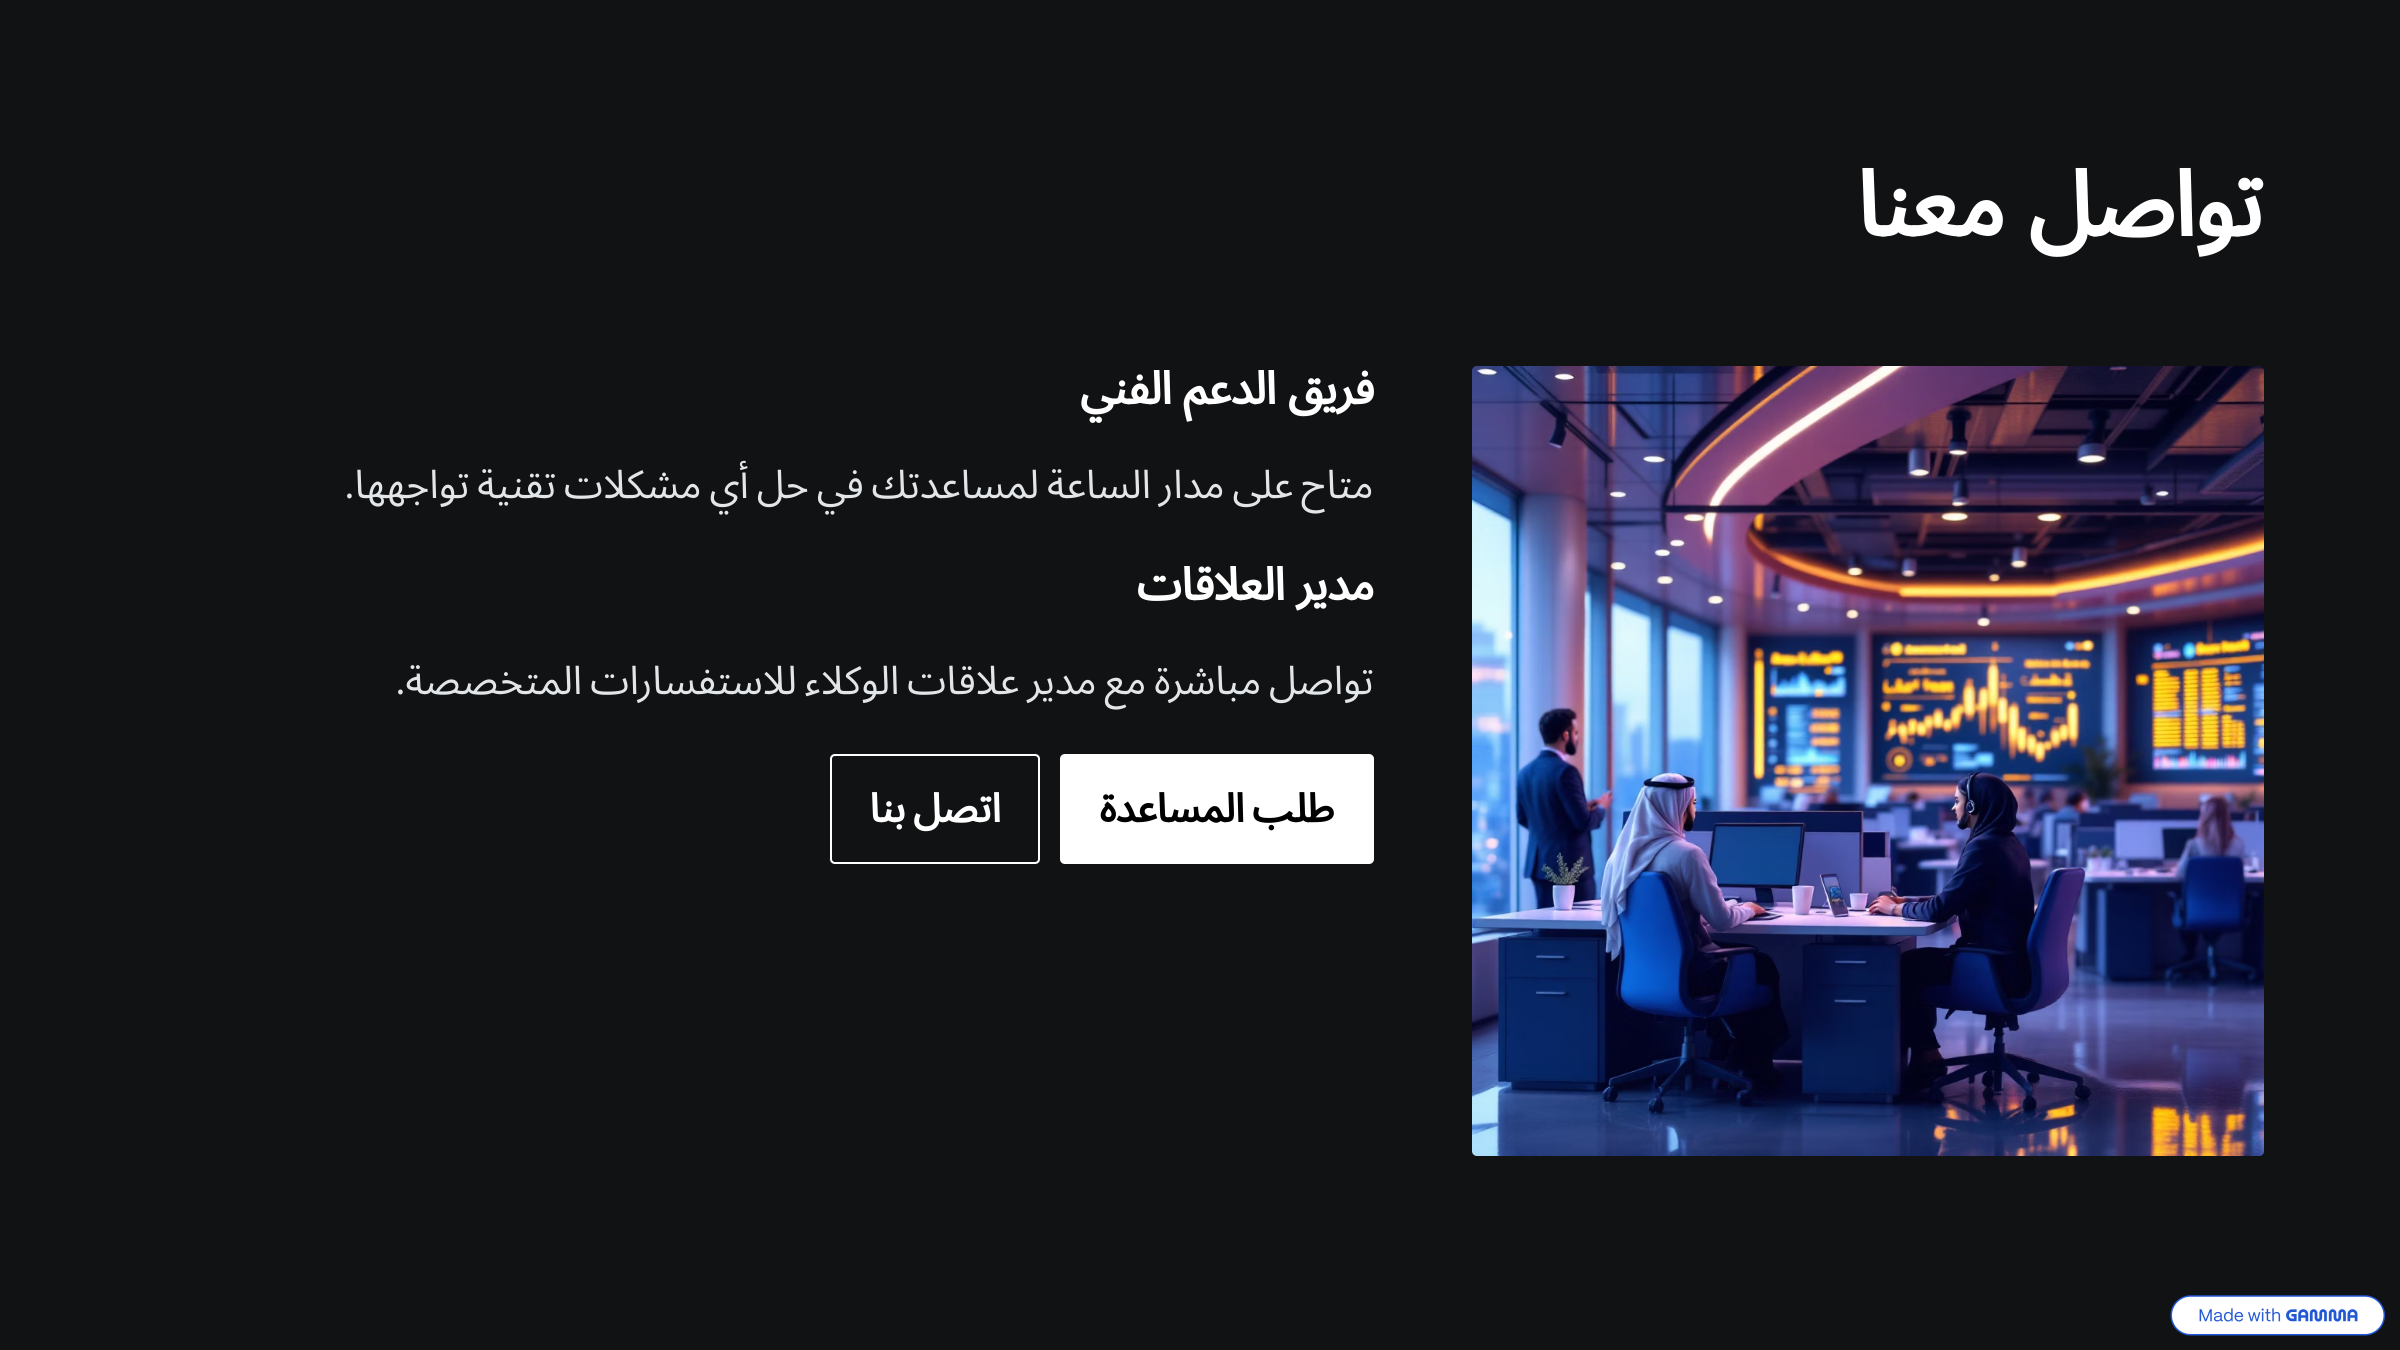 تواصل معنا
فريق الدعم الفني
متاح على مدار الساعة لمساعدتك في حل أي مشكلات تقنية تواجهها.
مدير العلاقات
تواصل مباشرة مع مدير علاقات الوكلاء للاستفسارات المتخصصة.
طلب المساعدة
اتصل بنا
Made with GAMMA